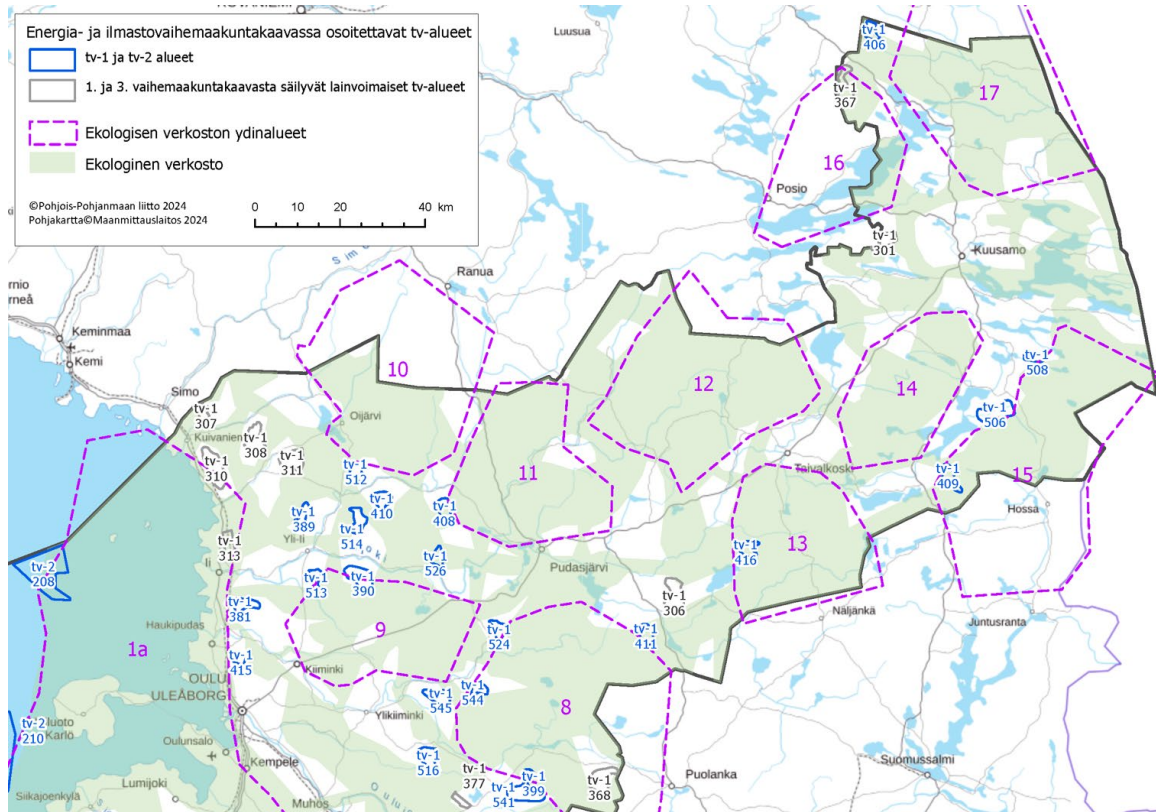 ROVANIEMI
Energia- ja ilmastovaihemaakuntakaavassa osoitettavat tv-alueet
tv-1 ja tv-2 alueet
1. ja 3. vaihemaakuntakaavasta säilyvät lainvoimaiset tv-alueet
Ekologisen verkoston ydinalueet
Ekologinen verkosto
©Pohjois-Pohjanmaan liitto 2024
Pohjakartta©Maanmittauslaitos 2024
0 10 20 40 km
Luusua
tv-1
406
tv-1
367
17
16
Posio
tv-1
301
Kuusamo
Ranua
Keminmaa
Kemi
Simo
10
12
14
tv-1
508
tv-1
506
tv-1
307
Kuivaniemi
tv-1
308
Oijärvi
tv-1
310
tv-1
311
tv-1
512
11
Taivalkoski
tv-1
409
15
Hossa
tv-1
389
tv-1
410
tv-1
408
tv-1
514
tv-1
313
Ii
Yli-Ii
tv-1
526
Pudasjärvi
13
tv-1
416
tv-2
208
tv-1
513
tv-1
390
tv-1
306
Näljänkä
Juntusranta
tv-1
381
Haukipudas
1a
9
tv-1
524
tv-1
411
tv-1
415
Kiiminki
OULU
ULEÅBORG
tv-1
545
tv-1
544
8
tv-2
210
Ylikiiminki
Oulunsalo
Kempele
tv-1
516
tv-1
377
tv-1
399
541
tv-1
368
Puolanka
Suomussalmi
Lumijoki
Siikajoenkylä
Muhos